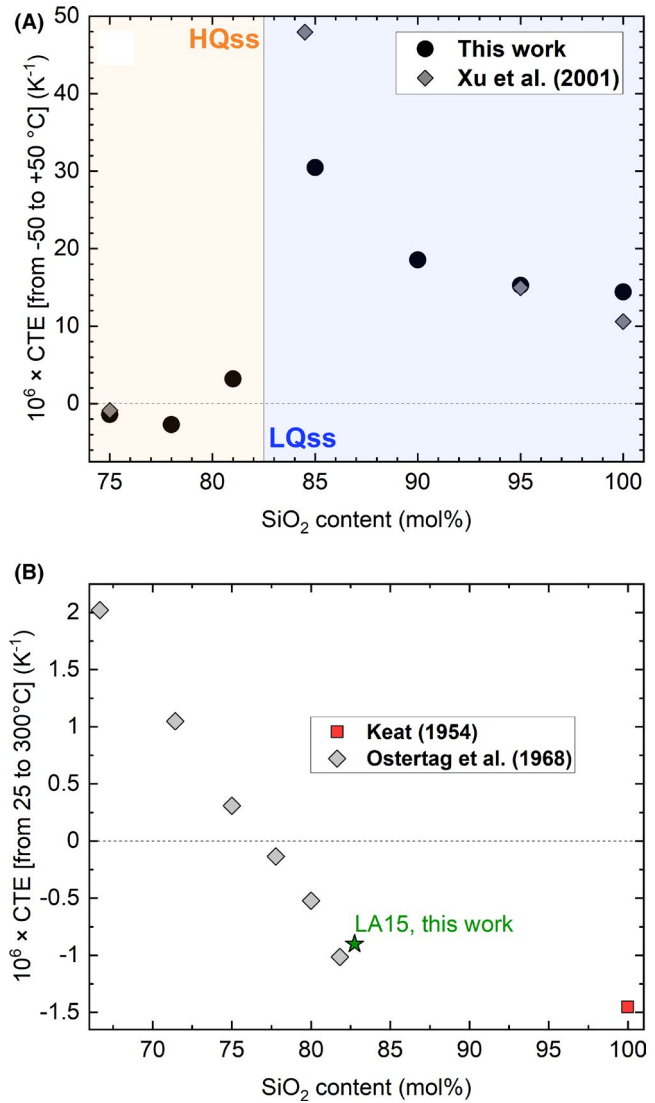 (A)
HQss
This work
Xu et al. (2001)
10⁶ × CTE [from -50 to +50 °C] (K⁻¹)
50
40
30
20
10
0
LQss
75 80 85 90 95 100
SiO₂ content (mol%)
(B)
10⁶ × CTE [from 25 to 300°C] (K⁻¹)
2
1.5
1
0.5
0
-0.5
-1
-1.5
Keat (1954)
Ostertag et al. (1968)
LA15, this work
70 75 80 85 90 95 100
SiO₂ content (mol%)